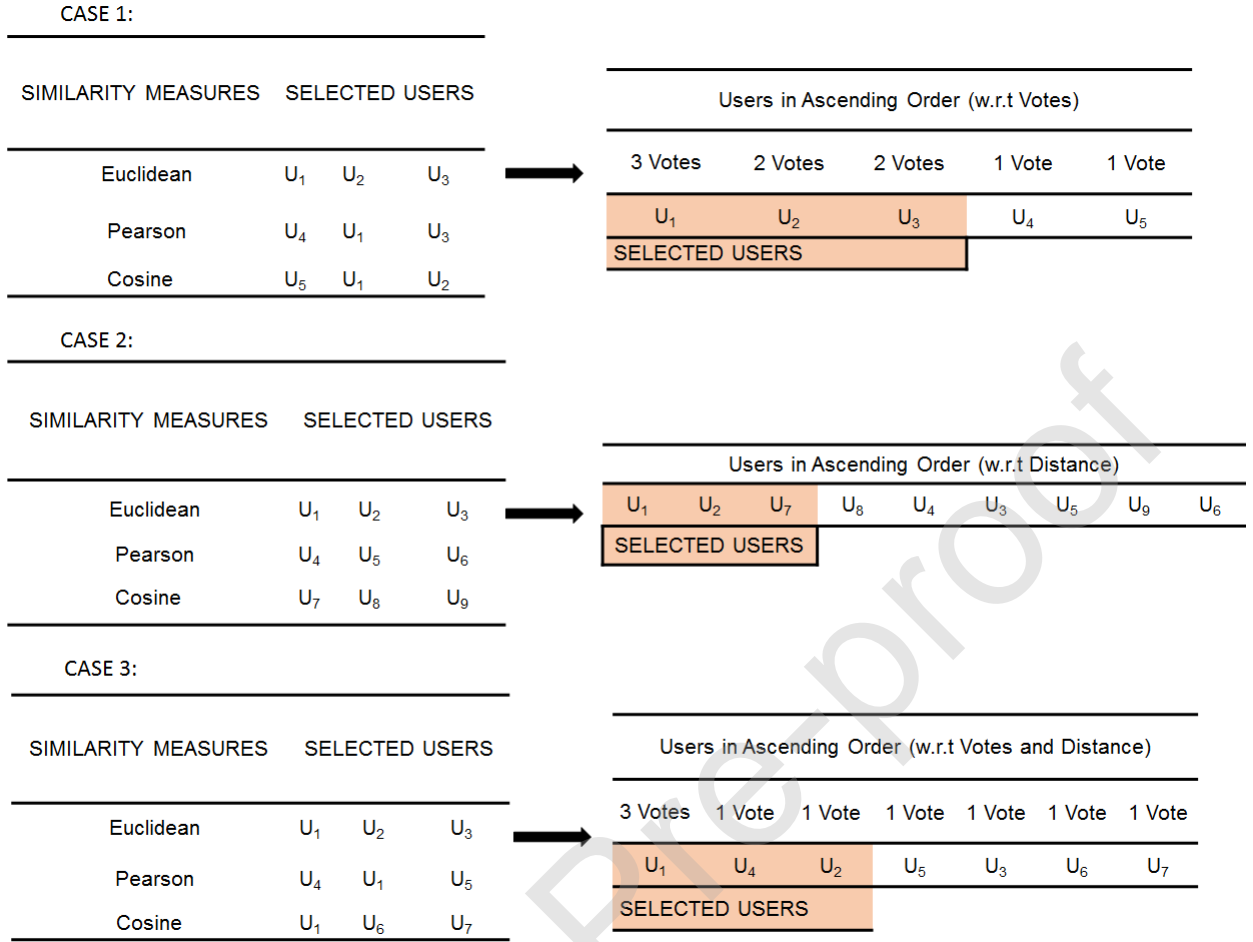 CASE 1:
SIMILARITY MEASURES SELECTED USERS
Euclidean U₁ U₂ U₃
Pearson U₄ U₁ U₃
Cosine U₅ U₁ U₂
Users in Ascending Order (w.r.t Votes)
3 Votes 2 Votes 2 Votes 1 Vote 1 Vote
U₁ U₂ U₃ U₄ U₅
SELECTED USERS
CASE 2:
SIMILARITY MEASURES SELECTED USERS
Euclidean U₁ U₂ U₃
Pearson U₄ U₅ U₆
Cosine U₇ U₈ U₉
Users in Ascending Order (w.r.t Distance)
U₁ U₂ U₇ U₈ U₄ U₃ U₅ U₉ U₆
SELECTED USERS
CASE 3:
SIMILARITY MEASURES SELECTED USERS
Euclidean U₁ U₂ U₃
Pearson U₄ U₁ U₅
Cosine U₁ U₆ U₇
Users in Ascending Order (w.r.t Votes and Distance)
3 Votes 1 Vote 1 Vote 1 Vote 1 Vote 1 Vote 1 Vote
U₁ U₄ U₂ U₅ U₃ U₆ U₇
SELECTED USERS
Pre-proof